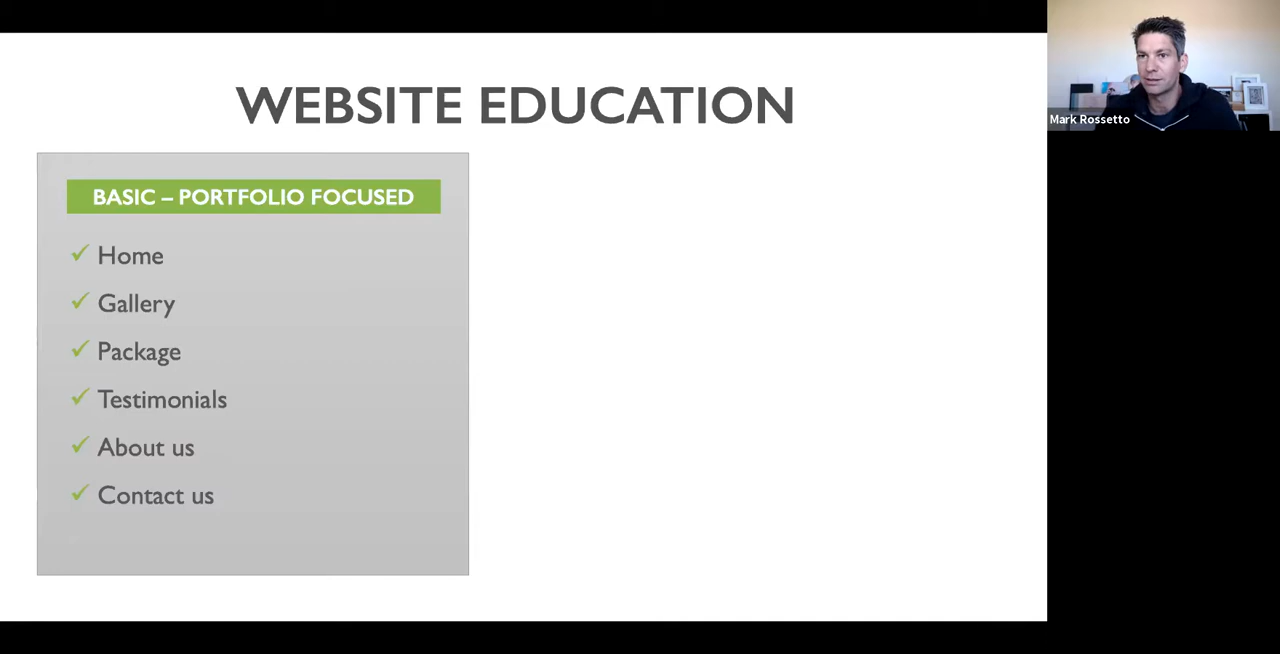 WEBSITE EDUCATION
BASIC – PORTFOLIO FOCUSED
✓ Home
✓ Gallery
✓ Package
✓ Testimonials
✓ About us
✓ Contact us
Mark Rossetto